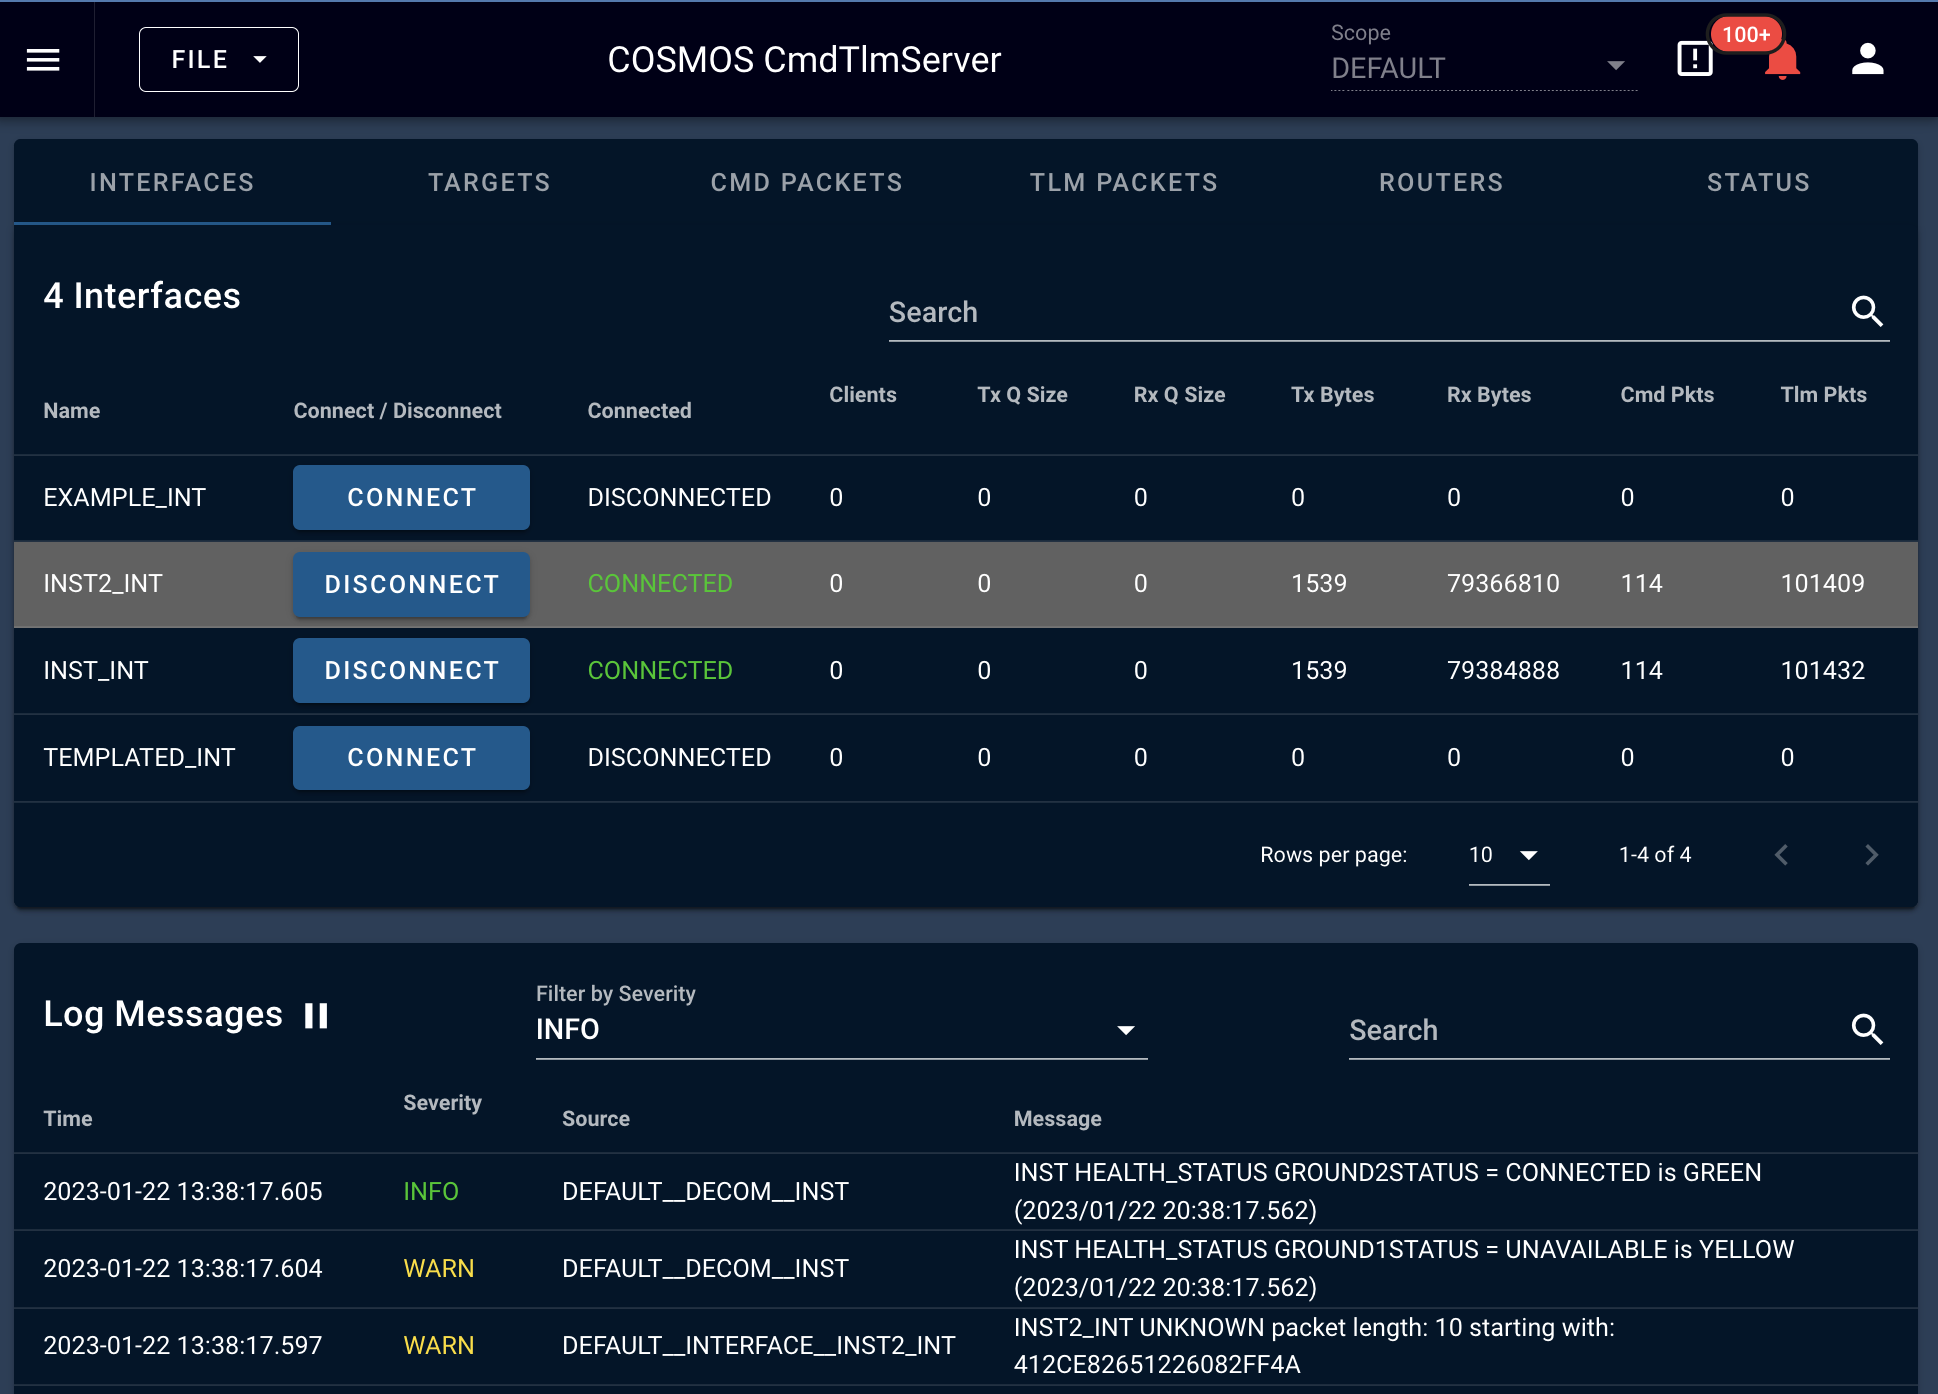 FILE
COSMOS CmdTlmServer
Scope
DEFAULT
100+
INTERFACES TARGETS CMD PACKETS TLM PACKETS ROUTERS STATUS
4 Interfaces
Search
Name Connect / Disconnect Connected Clients Tx Q Size Rx Q Size Tx Bytes Rx Bytes Cmd Pkts Tlm Pkts
EXAMPLE_INT CONNECT DISCONNECTED 0 0 0 0 0 0 0
INST2_INT DISCONNECT CONNECTED 0 0 0 1539 79366810 114 101409
INST_INT DISCONNECT CONNECTED 0 0 0 1539 79384888 114 101432
TEMPLATED_INT CONNECT DISCONNECTED 0 0 0 0 0 0 0
Rows per page: 10 1-4 of 4
Log Messages
Filter by Severity
INFO
Search
Time Severity Source Message
2023-01-22 13:38:17.605 INFO DEFAULT__DECOM__INST INST HEALTH_STATUS GROUND2STATUS = CONNECTED is GREEN
(2023/01/22 20:38:17.562)
2023-01-22 13:38:17.604 WARN DEFAULT__DECOM__INST INST HEALTH_STATUS GROUND1STATUS = UNAVAILABLE is YELLOW
(2023/01/22 20:38:17.562)
2023-01-22 13:38:17.597 WARN DEFAULT__INTERFACE__INST2_INT INST2_INT UNKNOWN packet length: 10 starting with:
412CE82651226082FF4A